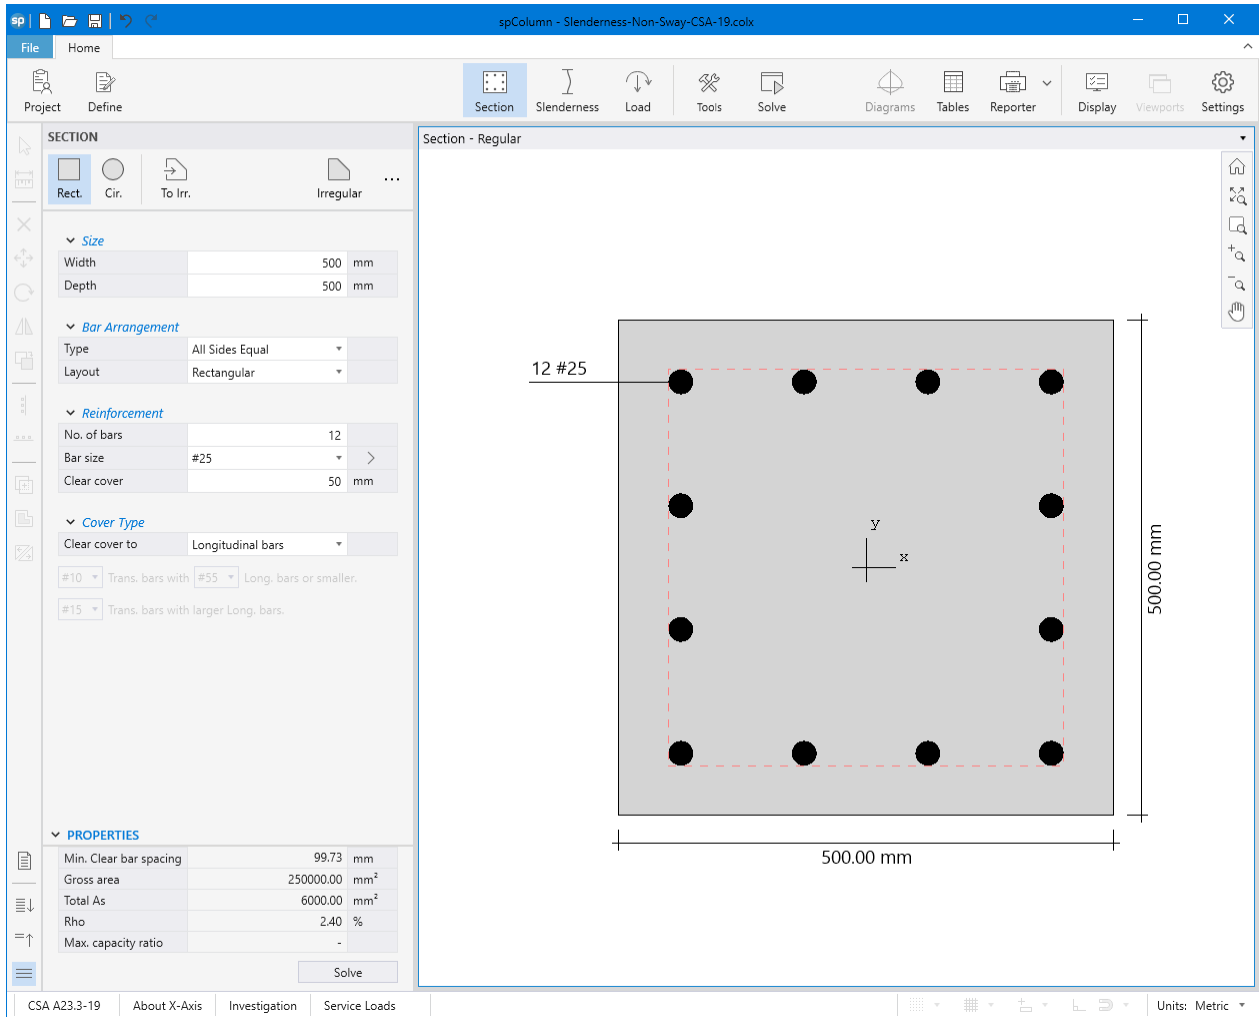 sp
spColumn - Slenderness-Non-Sway-CSA-19.colx
File Home
Project Define Section Slenderness Load Tools Solve Diagrams Tables Reporter Display Viewports Settings
SECTION
Rect. Cir. To Irr. Irregular ...
Size
Width 500 mm
Depth 500 mm
Bar Arrangement
Type All Sides Equal
Layout Rectangular
Reinforcement
No. of bars 12
Bar size #25
Clear cover 50 mm
Cover Type
Clear cover to Longitudinal bars
#10 Trans. bars with #55 Long. bars or smaller.
#15 Trans. bars with larger Long. bars.
PROPERTIES
Min. Clear bar spacing 99.73 mm
Gross area 250000.00 mm²
Total As 6000.00 mm²
Rho 2.40 %
Max. capacity ratio -
Solve
Section - Regular
12 #25
y
x
500.00 mm
500.00 mm
CSA A23.3-19 About X-Axis Investigation Service Loads Units: Metric